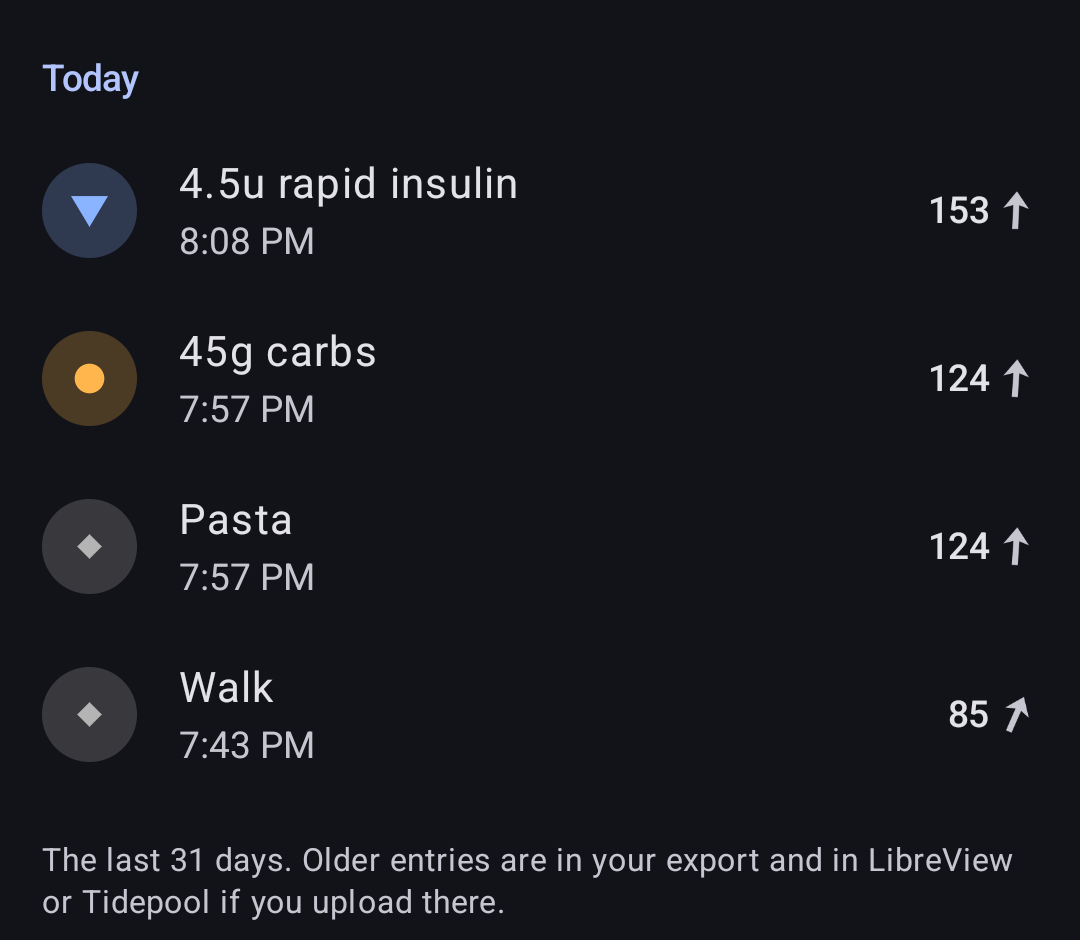 Today
4.5u rapid insulin
8:08 PM
153
45g carbs
7:57 PM
124
Pasta
7:57 PM
124
Walk
7:43 PM
85
The last 31 days. Older entries are in your export and in LibreView
or Tidepool if you upload there.